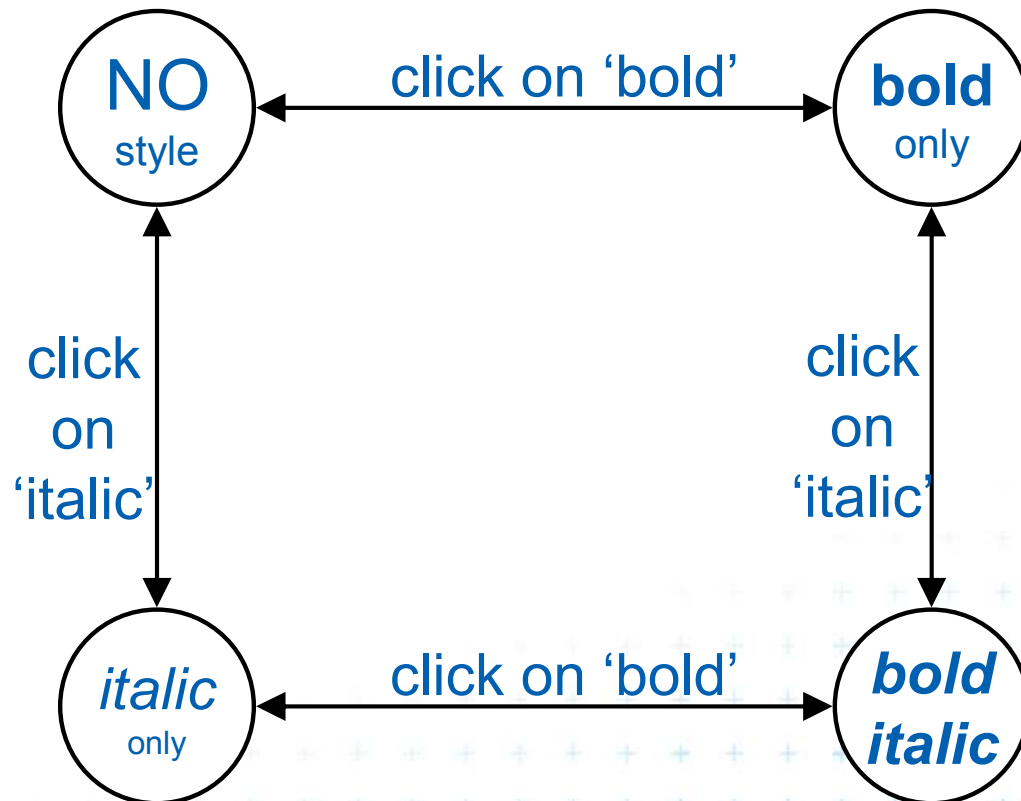 NO
style
click on ‘bold’
bold
only
click
on
‘italic’
click
on
‘italic’
italic
only
click on ‘bold’
bold
italic